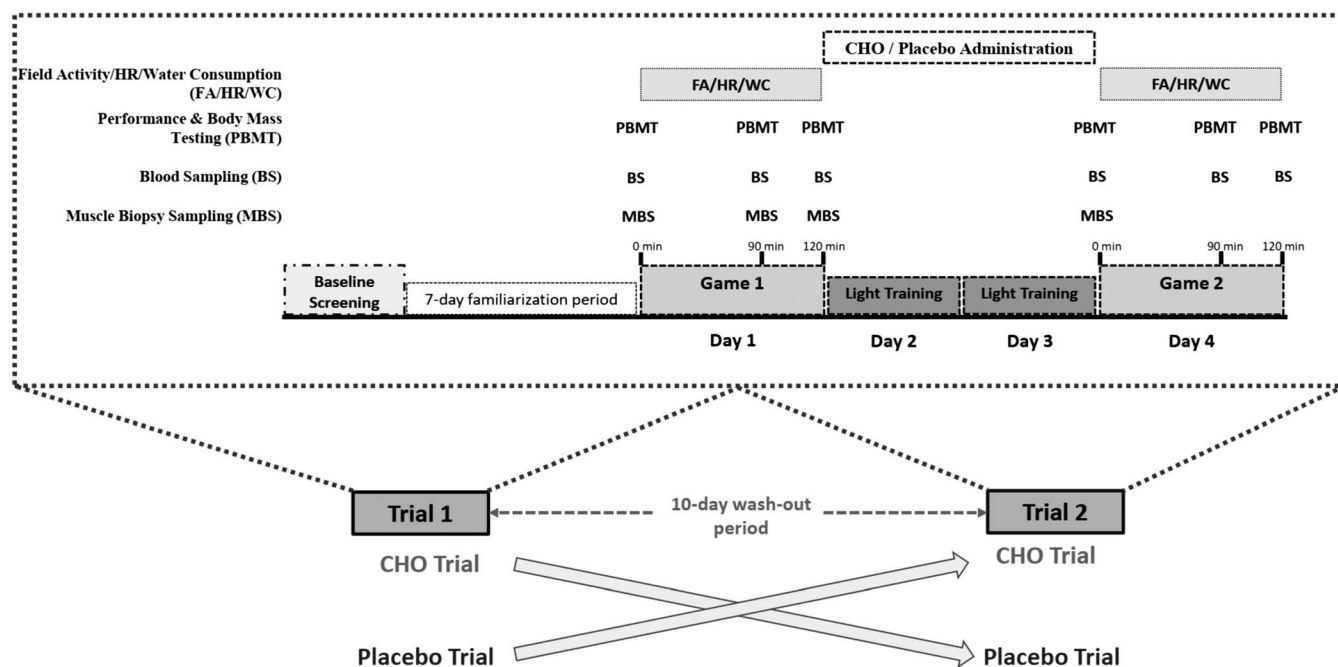 CHO / Placebo Administration
Field Activity/HR/Water Consumption
(FA/HR/WC)
FA/HR/WC FA/HR/WC
Performance & Body Mass
Testing (PBMT)
PBMT PBMT PBMT PBMT PBMT PBMT
Blood Sampling (BS)
BS BS BS BS BS BS
Muscle Biopsy Sampling (MBS)
MBS MBS MBS MBS
0 min 90 min 120 min 0 min 90 min 120 min
Baseline
Screening
7-day familiarization period
Game 1
Light Training
Light Training
Game 2
Day 1 Day 2 Day 3 Day 4
Trial 1
10-day wash-out
period
Trial 2
CHO Trial
CHO Trial
Placebo Trial
Placebo Trial